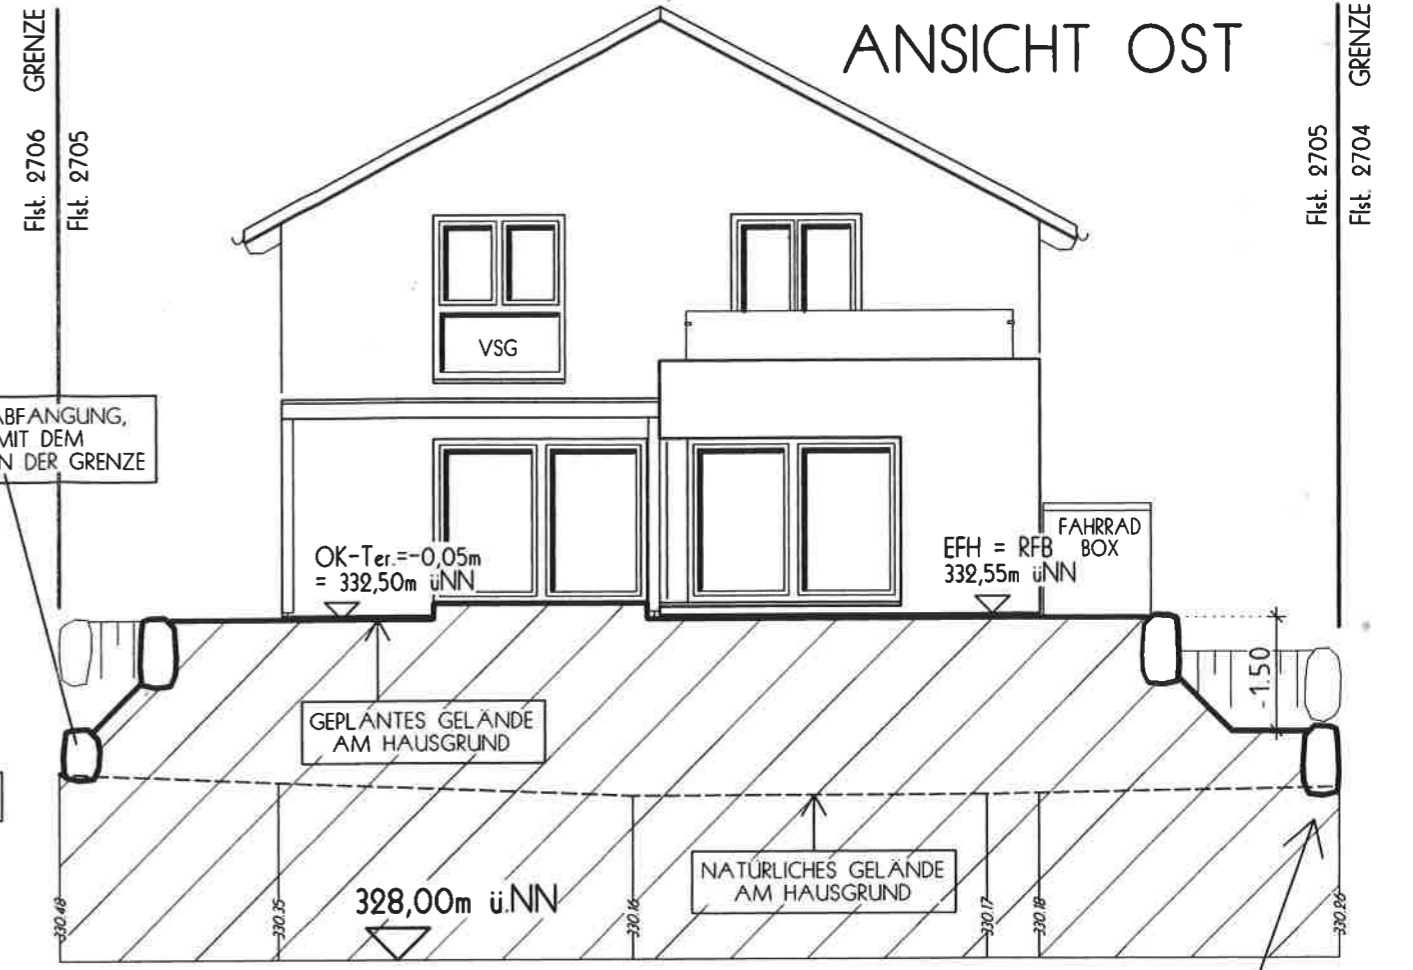 ANSICHT OST
Flst. 2706 GRENZE
Flst. 2705
Flst. 2705
Flst. 2704 GRENZE
VSG
ABFANGUNG,
MIT DEM
N DER GRENZE
FAHRRAD
BOX
OK-Ter.=-0,05m
= 332,50m üNN
EFH = RFB
332,55m üNN
-1.50
GEPLANTES GELÄNDE
AM HAUSGRUND
NATÜRLICHES GELÄNDE
AM HAUSGRUND
328,00m ü.NN
330.48
330.35
330.16
330.17
330.18
330.26